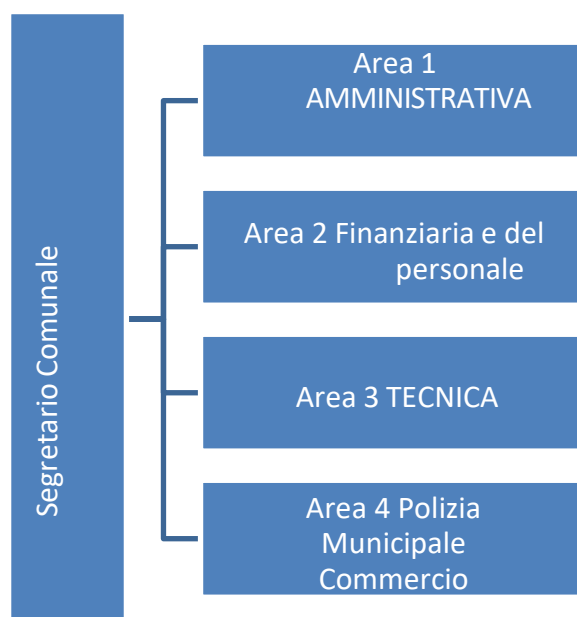 Segretario Comunale
Area 1
AMMINISTRATIVA
Area 2 Finanziaria e del
personale
Area 3 TECNICA
Area 4 Polizia
Municipale
Commercio